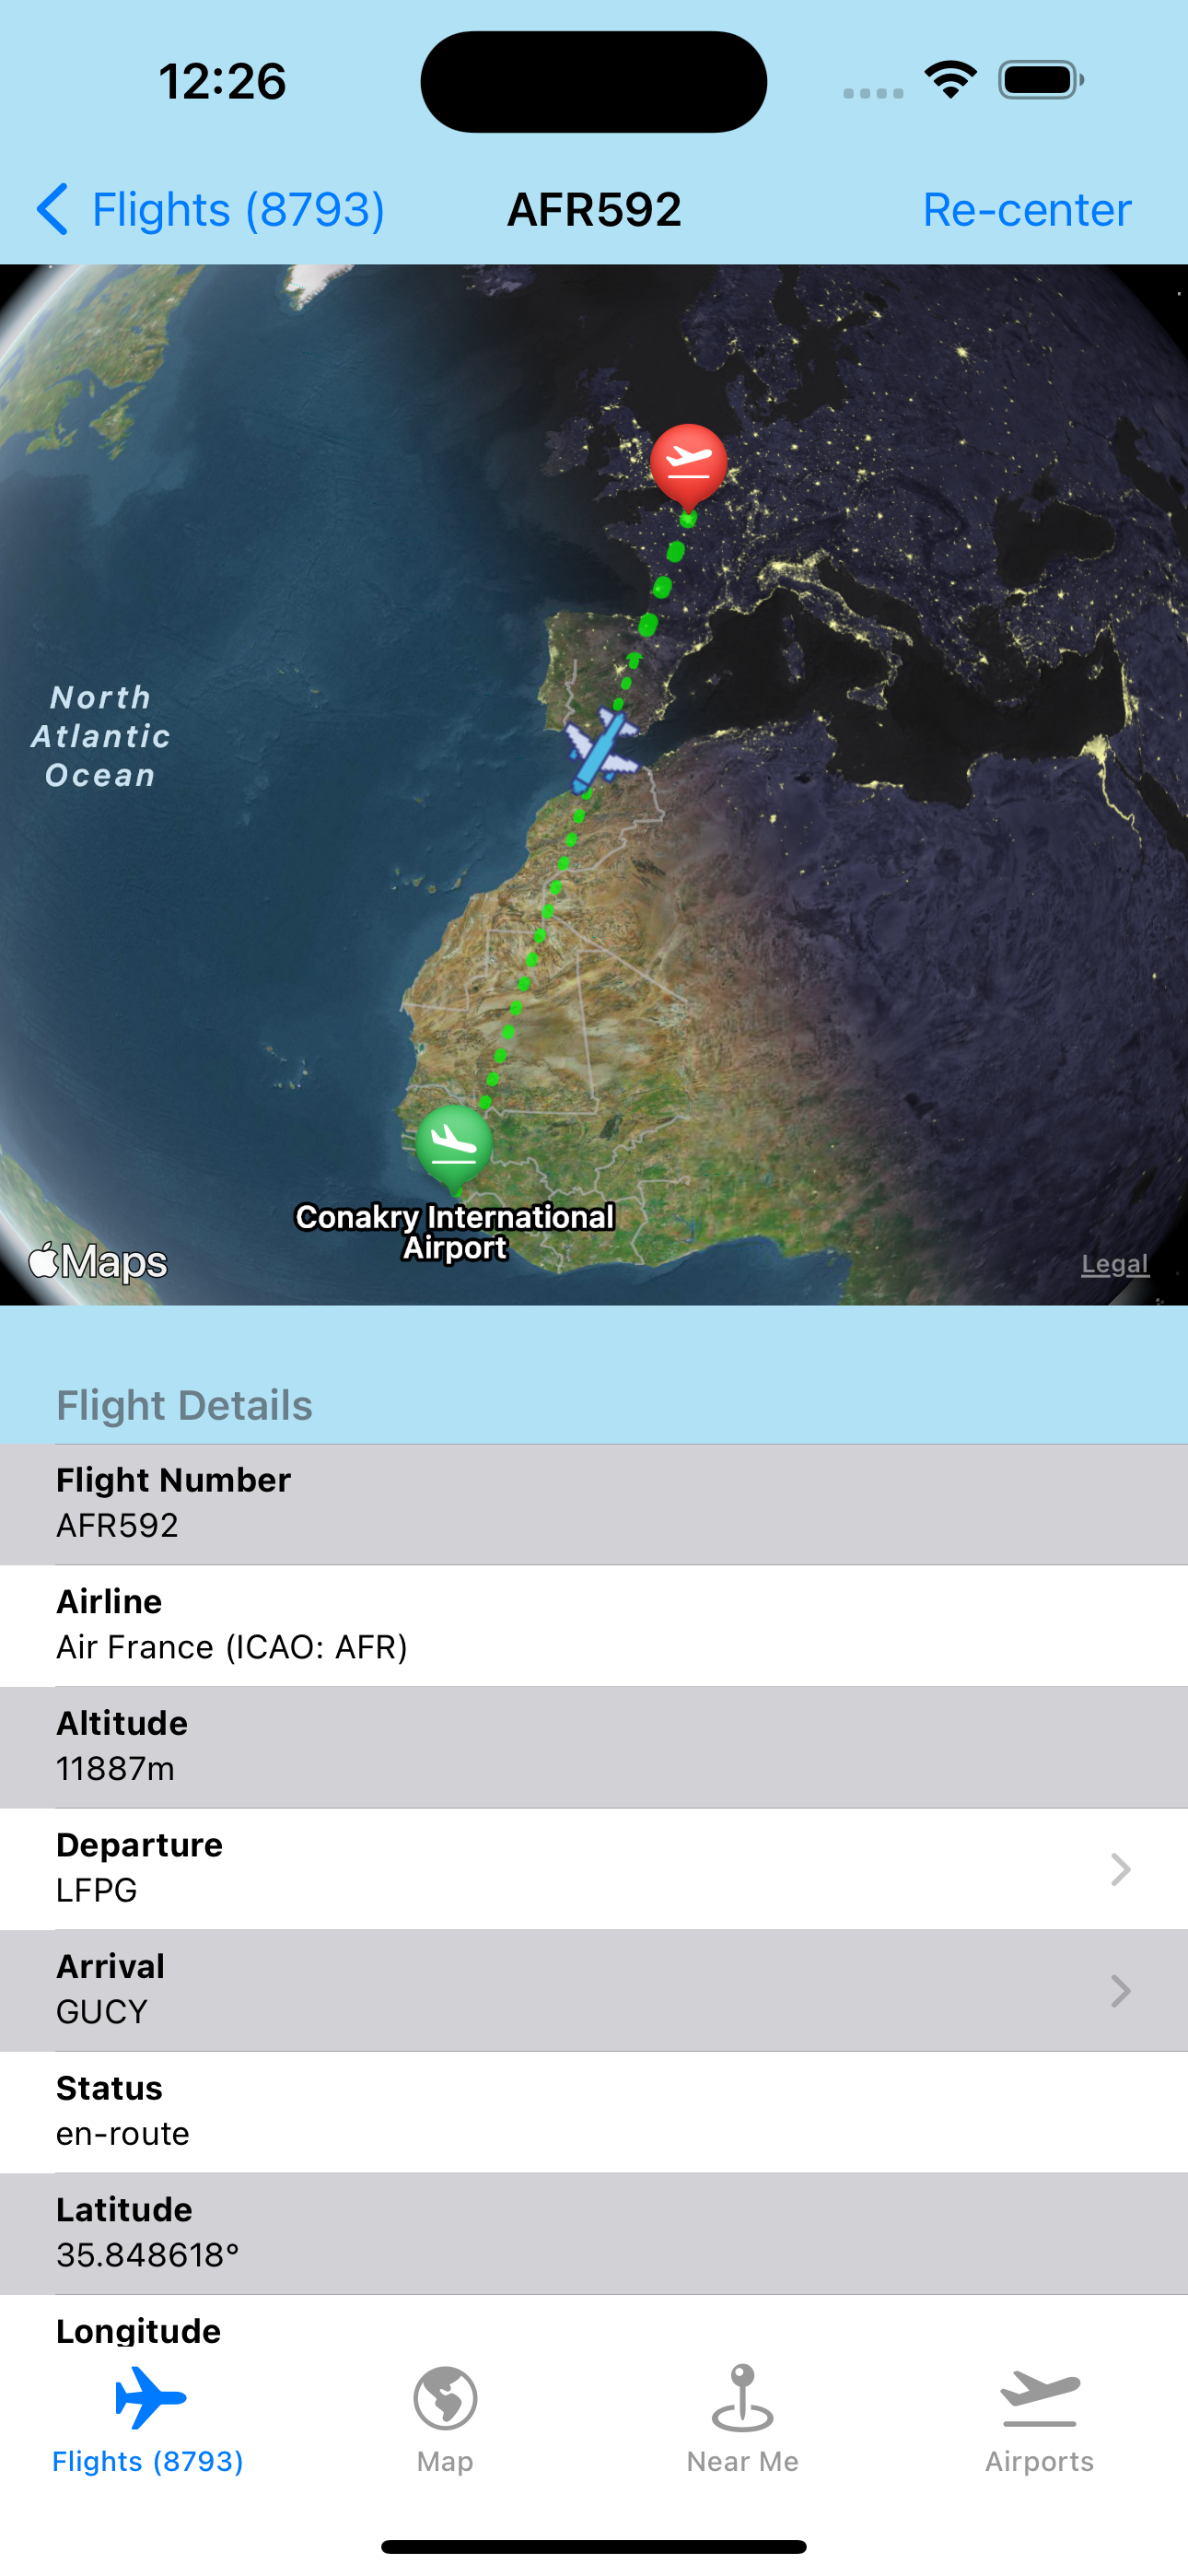 12:26
Flights (8793)
AFR592
Re-center
North
Atlantic
Ocean
Conakry International
Airport
Maps
Legal
Flight Details
Flight Number
AFR592
Airline
Air France (ICAO: AFR)
Altitude
11887m
Departure
LFPG
Arrival
GUCY
Status
en-route
Latitude
35.848618°
Longitude
Flights (8793)
Map
Near Me
Airports